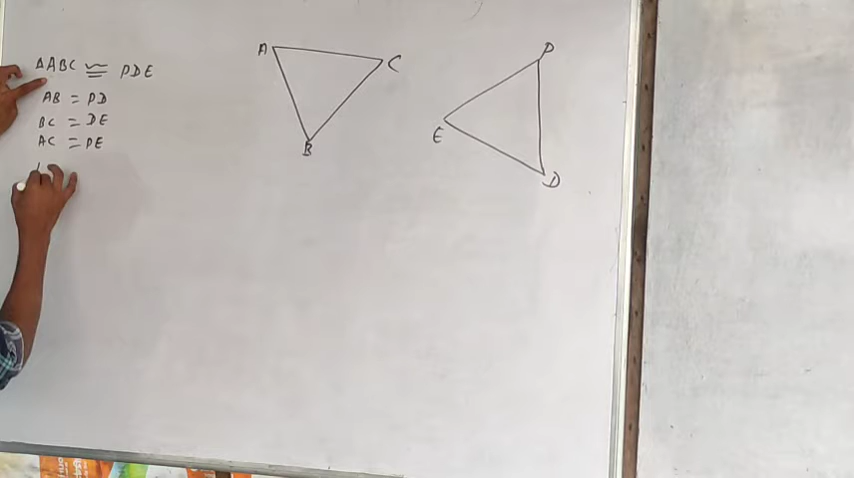 ΔABC ≅ PDE
AB = PD
BC = DE
AC = PE
A
C
B
P
E
D